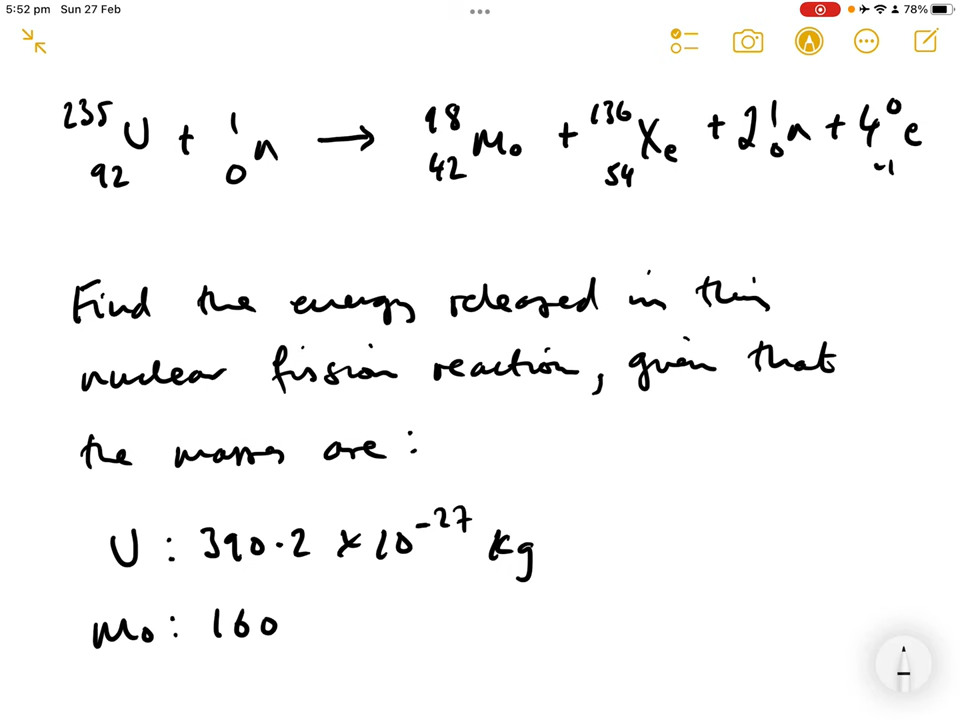 5:52 pm Sun 27 Feb 78%
²³⁵₉₂U + ¹₀n → ⁹⁸₄₂Mo + ¹³⁶₅₄Xe + 2¹₀n + 4⁰₋₁e
Find the energy released in this
nuclear fission reaction, given that
the masses are:
U : 390.2 × 10⁻²⁷ kg
Mo : 160